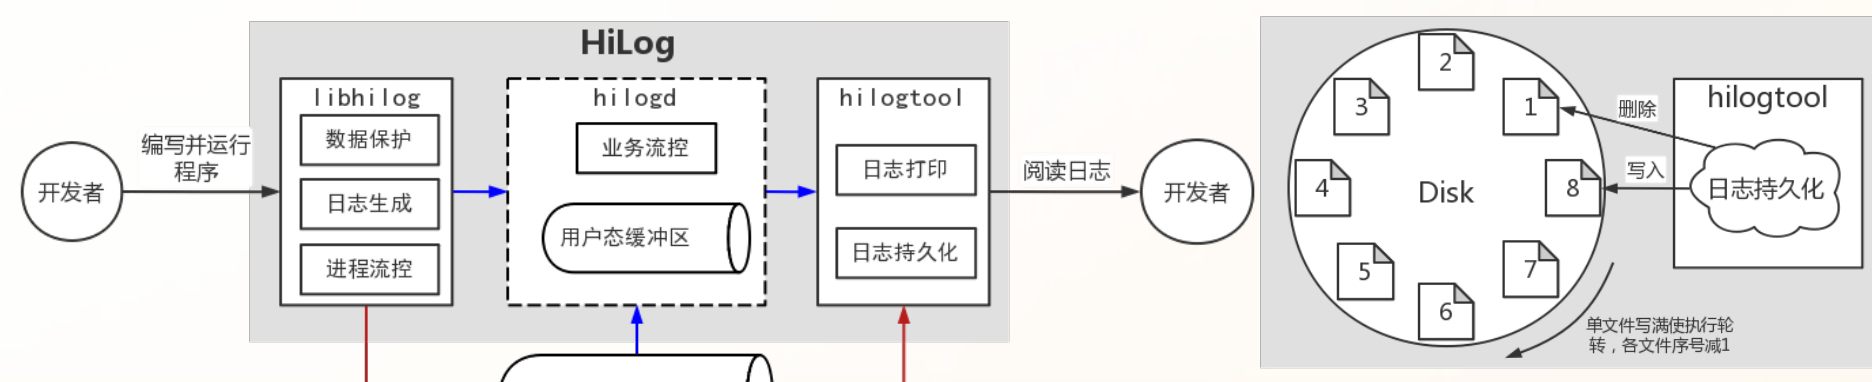 HiLog
开发者
编写并运行
程序
libhilog
数据保护
日志生成
进程流控
hilogd
业务流控
用户态缓冲区
hilogtool
日志打印
日志持久化
阅读日志
开发者
2
3
1
4
Disk
8
5
7
6
删除
写入
hilogtool
日志持久化
单文件写满使执行轮
转，各文件序号减1